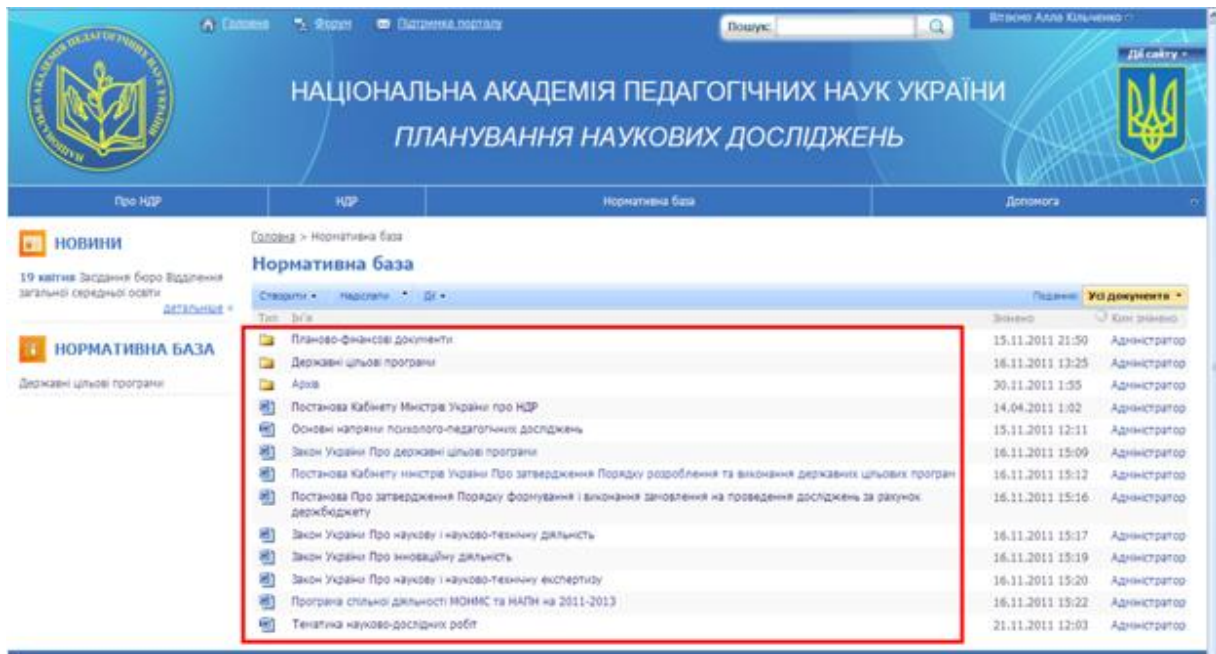 Головна Форум Підтримка порталу Пошук: Вітаємо Алла Кільченко
Дії сайту
НАЦІОНАЛЬНА АКАДЕМІЯ ПЕДАГОГІЧНИХ НАУК УКРАЇНИ
ПЛАНУВАННЯ НАУКОВИХ ДОСЛІДЖЕНЬ
Про НДР НДР Нормативна база Допомога
НОВИНИ
19 квітня Засідання бюро Відділення
загальної середньої освіти
детальніше »
НОРМАТИВНА БАЗА
Державні цільові програми
Головна > Нормативна база
Нормативна база
Створити Надіслати Дії Подання: Усі документи
Тип Ім'я Змінено Ким змінено
Планово-фінансові документи 15.11.2011 21:50 Адміністратор
Державні цільові програми 16.11.2011 13:25 Адміністратор
Архів 30.11.2011 1:55 Адміністратор
Постанова Кабінету Міністрів України про НДР 14.04.2011 1:02 Адміністратор
Основні напрями психолого-педагогічних досліджень 15.11.2011 12:11 Адміністратор
Закон України Про державні цільові програми 16.11.2011 15:09 Адміністратор
Постанова Кабінету міністрів України Про затвердження Порядку розроблення та виконання державних цільових програм 16.11.2011 15:12 Адміністратор
Постанова Про затвердження Порядку формування і виконання замовлення на проведення досліджень за рахунок 16.11.2011 15:16 Адміністратор
держбюджету
Закон України Про наукову і науково-технічну діяльність 16.11.2011 15:17 Адміністратор
Закон України Про інноваційну діяльність 16.11.2011 15:19 Адміністратор
Закон України Про наукову і науково-технічну експертизу 16.11.2011 15:20 Адміністратор
Програма спільної діяльності МОНМС та НАПН на 2011-2013 16.11.2011 15:22 Адміністратор
Тематика науково-дослідних робіт 21.11.2011 12:03 Адміністратор